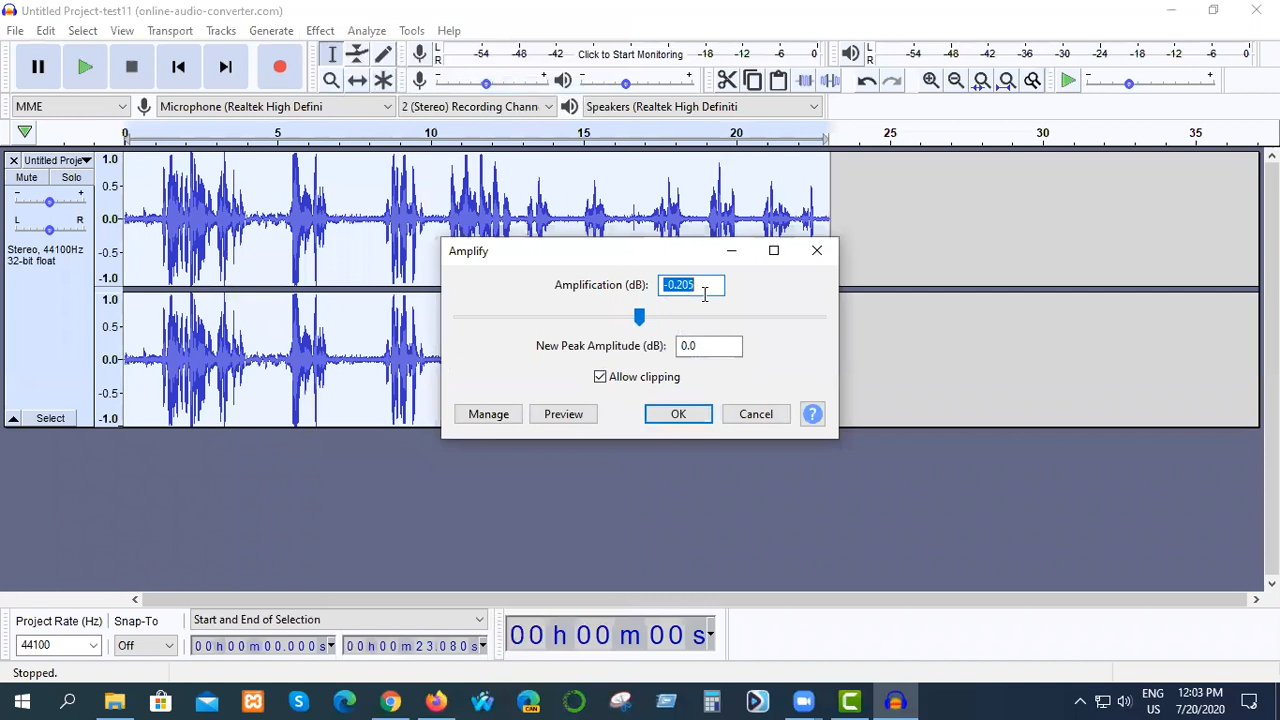 Untitled Project-test11 (online-audio-converter.com)
File Edit Select View Transport Tracks Generate Effect Analyze Tools Help
L R -54 -48 -42 Click to Start Monitoring -18 -12 -6 0 L R -54 -48 -42 -36 -30 -24 -18 -12 -6 0
- + - + - +
MME Microphone (Realtek High Defini 2 (Stereo) Recording Chann Speakers (Realtek High Definiti
0 5 10 15 20 25 30 35
Untitled Proje 1.0
Mute Solo
- + 0.5
L R 0.0
Stereo, 44100Hz -0.5
32-bit float
-1.0
1.0
0.5
0.0
-0.5
Select -1.0
Amplify
Amplification (dB): -0.205
New Peak Amplitude (dB): 0.0
Allow clipping
Manage Preview OK Cancel ?
Project Rate (Hz) Snap-To Start and End of Selection
44100 Off 00 h 00 m 00.000 s 00 h 00 m 23.080 s
00 h 00 m 00 s
Stopped.
CAN
ENG
US
12:03 PM
7/20/2020